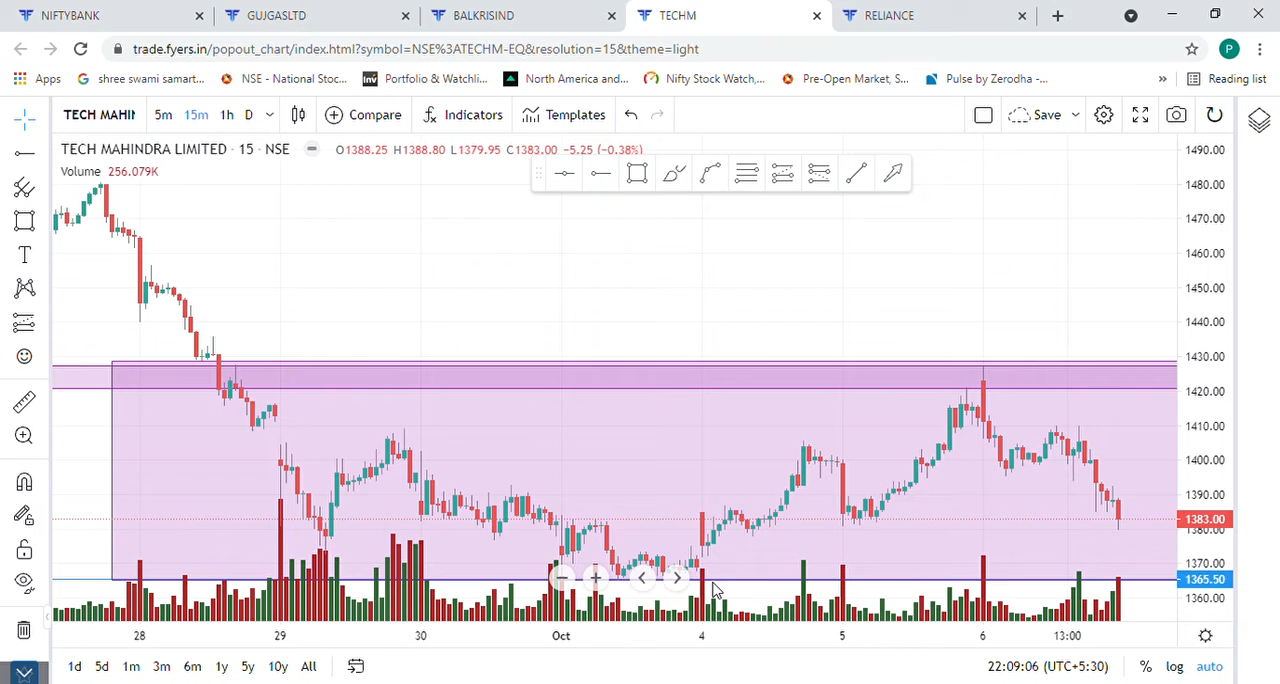 NIFTYBANK GUJGASLTD BALKRISIND TECHM RELIANCE
trade.fyers.in/popout_chart/index.html?symbol=NSE%3ATECHM-EQ&resolution=15&theme=light P
Apps shree swami samart... NSE - National Stoc... Inv Portfolio & Watchli... North America and... Nifty Stock Watch,... Pre-Open Market, S... Pulse by Zerodha -... » Reading list
TECH MAHIN 5m 15m 1h D Compare Indicators Templates Save
TECH MAHINDRA LIMITED · 15 · NSE O1388.25 H1388.80 L1379.95 C1383.00 -5.25 (-0.38%)
Volume 256.079K
1490.00
1480.00
1470.00
1460.00
1450.00
1440.00
1430.00
1420.00
1410.00
1400.00
1390.00
1383.00
1380.00
1370.00
1365.50
1360.00
28 29 30 Oct 4 5 6 13:00
1d 5d 1m 3m 6m 1y 5y 10y All 22:09:06 (UTC+5:30) % log auto